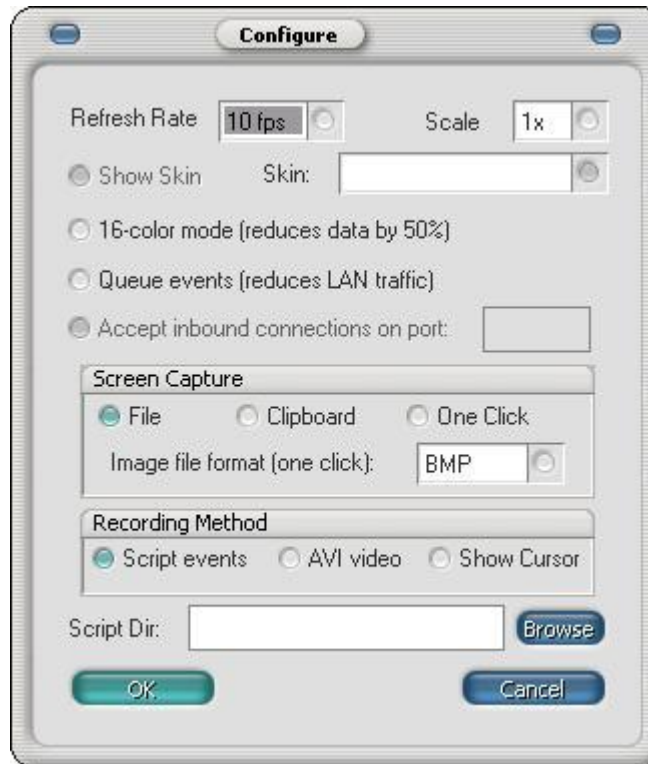 Configure
Refresh Rate 10 fps Scale 1x
Show Skin Skin:
16-color mode (reduces data by 50%)
Queue events (reduces LAN traffic)
Accept inbound connections on port:
Screen Capture
File Clipboard One Click
Image file format (one click): BMP
Recording Method
Script events AVI video Show Cursor
Script Dir: Browse
OK Cancel